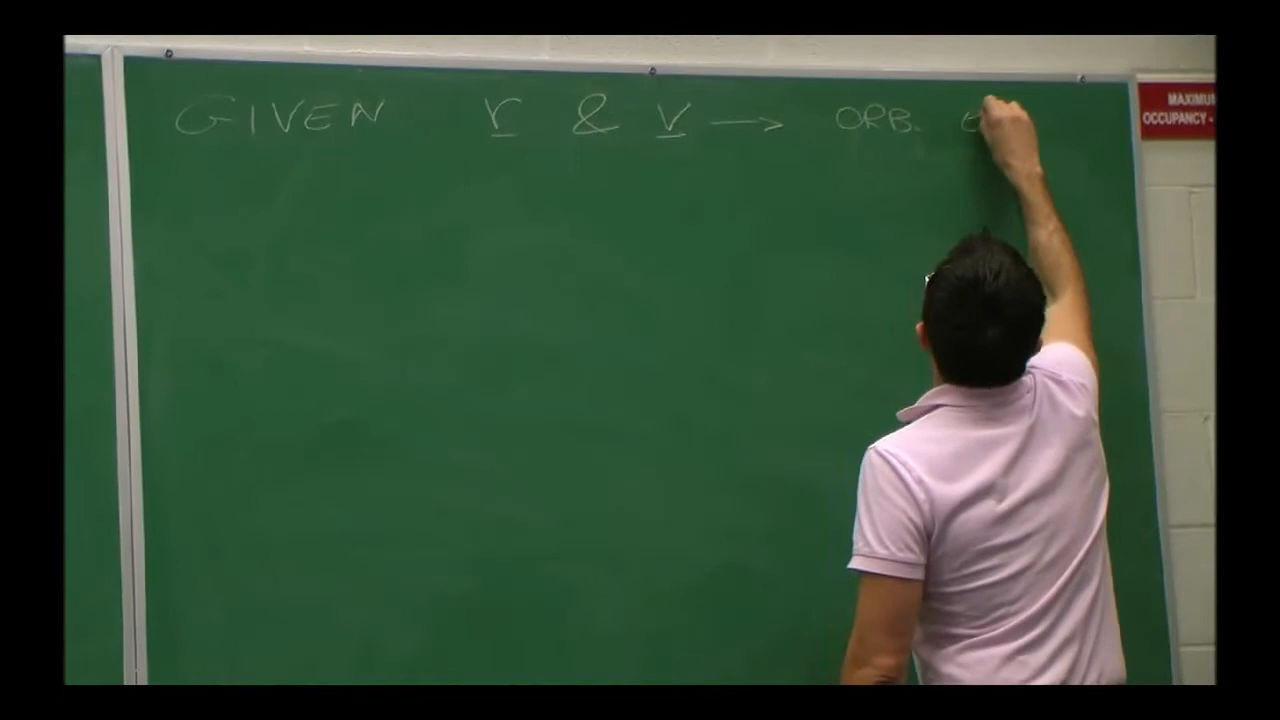 GIVEN r & v → ORB. e
MAXIMUM
OCCUPANCY -